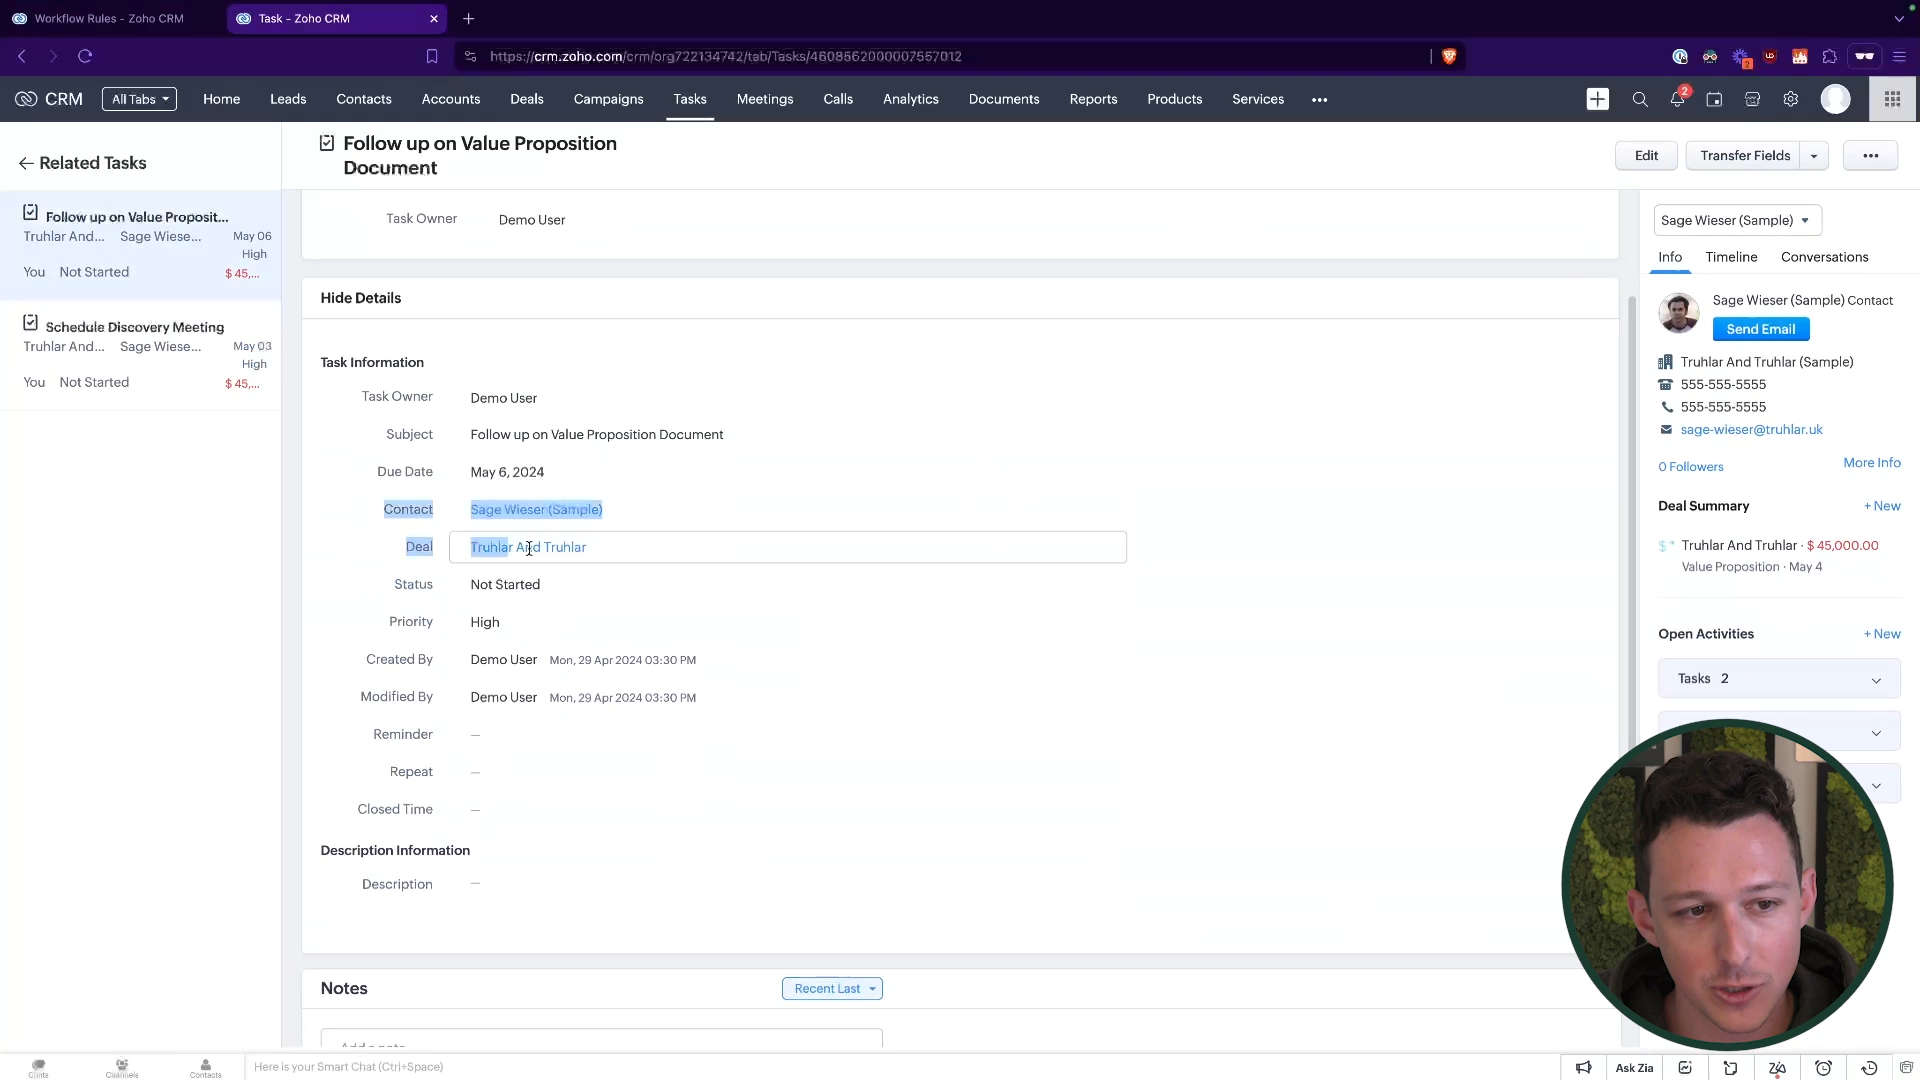 Workflow Rules - Zoho CRM
Task - Zoho CRM
https://crm.zoho.com/crm/org722134742/tab/Tasks/4608562000007557012
2
CRM
All Tabs
Home
Leads
Contacts
Accounts
Deals
Campaigns
Tasks
Meetings
Calls
Analytics
Documents
Reports
Products
Services
2
Related Tasks
Follow up on Value Proposit...
Truhlar And... Sage Wiese... May 06
High
You Not Started $ 45,...
Schedule Discovery Meeting
Truhlar And... Sage Wiese... May 03
High
You Not Started $ 45,...
Follow up on Value Proposition
Document
Edit
Transfer Fields
Task Owner Demo User
Hide Details
Task Information
Task Owner Demo User
Subject Follow up on Value Proposition Document
Due Date May 6, 2024
Contact Sage Wieser (Sample)
Deal Truhlar And Truhlar
Status Not Started
Priority High
Created By Demo User Mon, 29 Apr 2024 03:30 PM
Modified By Demo User Mon, 29 Apr 2024 03:30 PM
Reminder —
Repeat —
Closed Time —
Description Information
Description —
Notes
Recent Last
Add a note
Sage Wieser (Sample)
Info
Timeline
Conversations
Sage Wieser (Sample) Contact
Send Email
Truhlar And Truhlar (Sample)
555-555-5555
555-555-5555
sage-wieser@truhlar.uk
0 Followers
More Info
Deal Summary
+ New
Truhlar And Truhlar · $ 45,000.00
Value Proposition · May 4
Open Activities
+ New
Tasks 2
Chats
Channels
Contacts
Here is your Smart Chat (Ctrl+Space)
Ask Zia